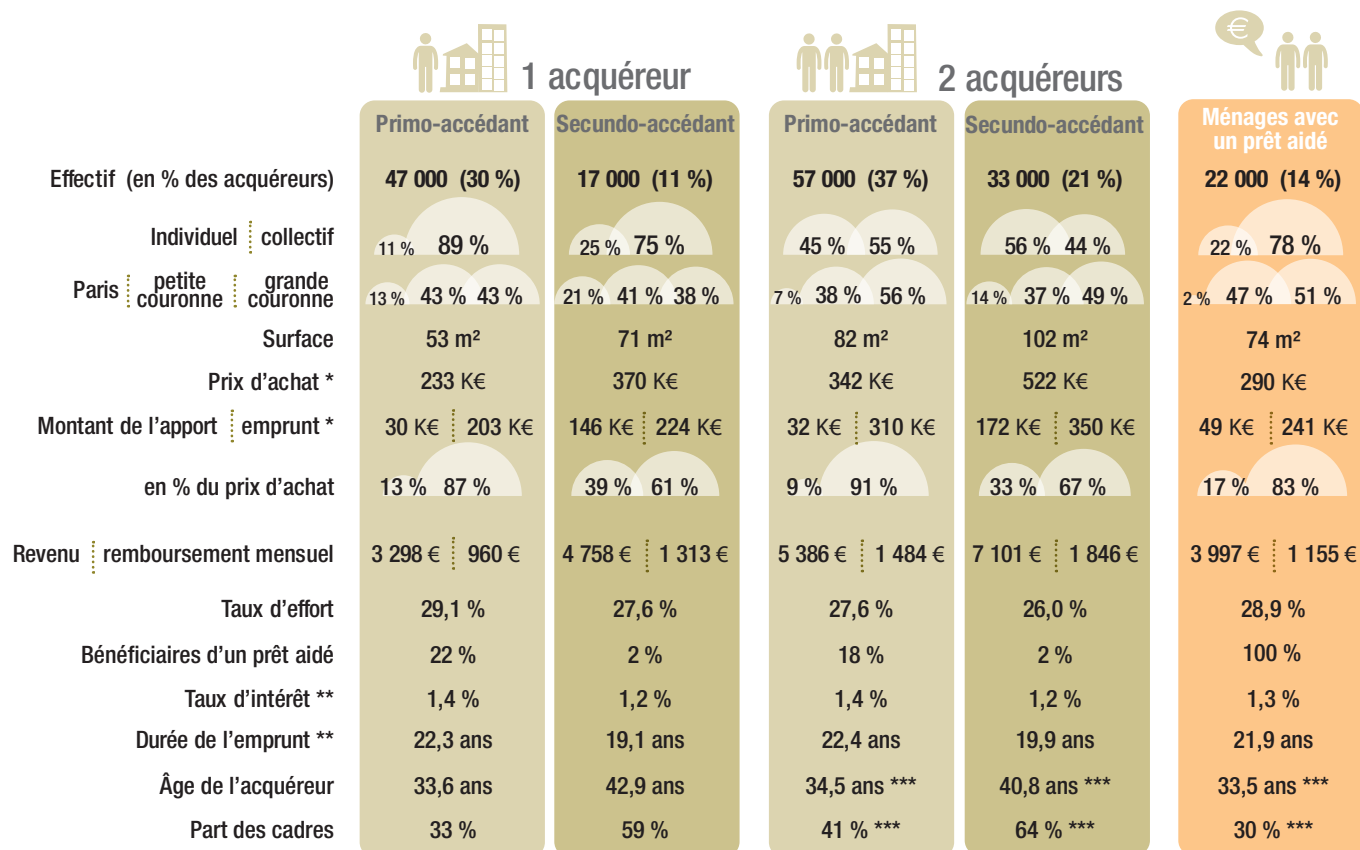 €
1 acquéreur 2 acquéreurs
Primo-accédant Secundo-accédant Primo-accédant Secundo-accédant Ménages avec
un prêt aidé
Effectif (en % des acquéreurs) 47 000 (30 %) 17 000 (11 %) 57 000 (37 %) 33 000 (21 %) 22 000 (14 %)
Individuel collectif 11 % 89 % 25 % 75 % 45 % 55 % 56 % 44 % 22 % 78 %
Paris petite couronne grande couronne 13 % 43 % 43 % 21 % 41 % 38 % 7 % 38 % 56 % 14 % 37 % 49 % 2 % 47 % 51 %
Surface 53 m² 71 m² 82 m² 102 m² 74 m²
Prix d'achat * 233 K€ 370 K€ 342 K€ 522 K€ 290 K€
Montant de l'apport emprunt * 30 K€ 203 K€ 146 K€ 224 K€ 32 K€ 310 K€ 172 K€ 350 K€ 49 K€ 241 K€
en % du prix d'achat 13 % 87 % 39 % 61 % 9 % 91 % 33 % 67 % 17 % 83 %
Revenu remboursement mensuel 3 298 € 960 € 4 758 € 1 313 € 5 386 € 1 484 € 7 101 € 1 846 € 3 997 € 1 155 €
Taux d'effort 29,1 % 27,6 % 27,6 % 26,0 % 28,9 %
Bénéficiaires d'un prêt aidé 22 % 2 % 18 % 2 % 100 %
Taux d'intérêt ** 1,4 % 1,2 % 1,4 % 1,2 % 1,3 %
Durée de l'emprunt ** 22,3 ans 19,1 ans 22,4 ans 19,9 ans 21,9 ans
Âge de l'acquéreur 33,6 ans 42,9 ans 34,5 ans *** 40,8 ans *** 33,5 ans ***
Part des cadres 33 % 59 % 41 % *** 64 % *** 30 % ***